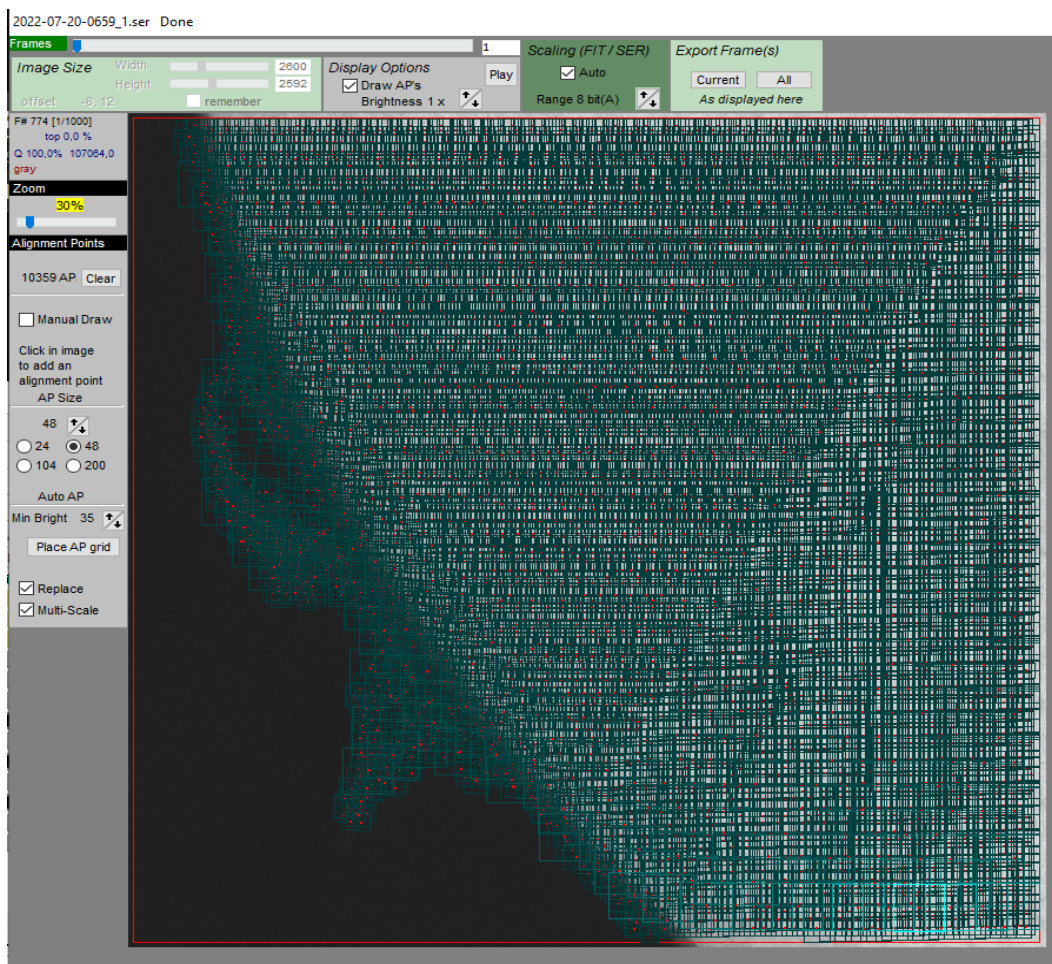 2022-07-20-0659_1.ser Done
Frames
1
Image Size
Width 2600
Height 2592
offset -8, 12
remember
Display Options
Draw AP's
Brightness 1 x
Play
Scaling (FIT / SER)
Auto
Range 8 bit(A)
Export Frame(s)
Current All
As displayed here
F# 774 [1/1000]
top 0,0 %
Q 100,0% 107064,0
gray
Zoom
30%
Alignment Points
10359 AP Clear
Manual Draw
Click in image
to add an
alignment point
AP Size
48
24 48
104 200
Auto AP
Min Bright 35
Place AP grid
Replace
Multi-Scale